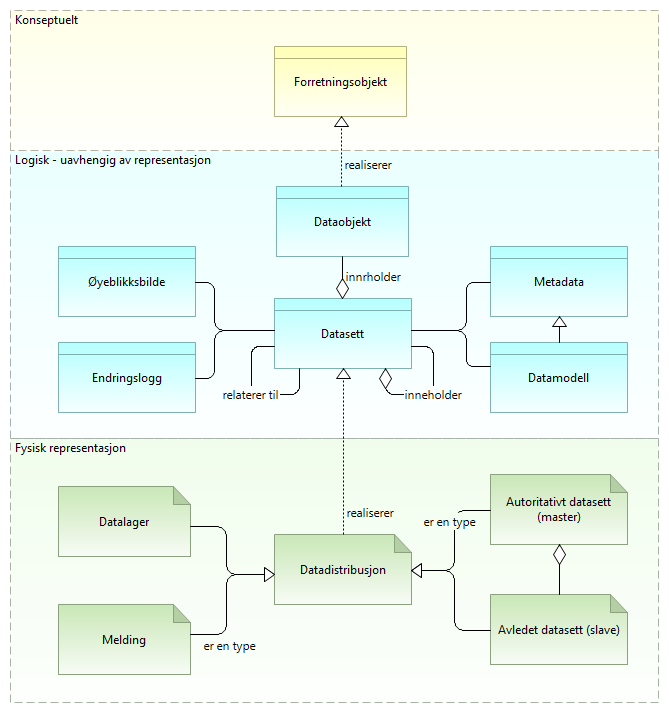 Konseptuelt
Forretningsobjekt
realiserer
Logisk - uavhengig av representasjon
Dataobjekt
innrholder
Øyeblikksbilde
Metadata
Datasett
Endringslogg
Datamodell
relaterer til
inneholder
Fysisk representasjon
realiserer
Datalager
Autoritativt datasett
(master)
er en type
Datadistribusjon
Melding
er en type
Avledet datasett (slave)